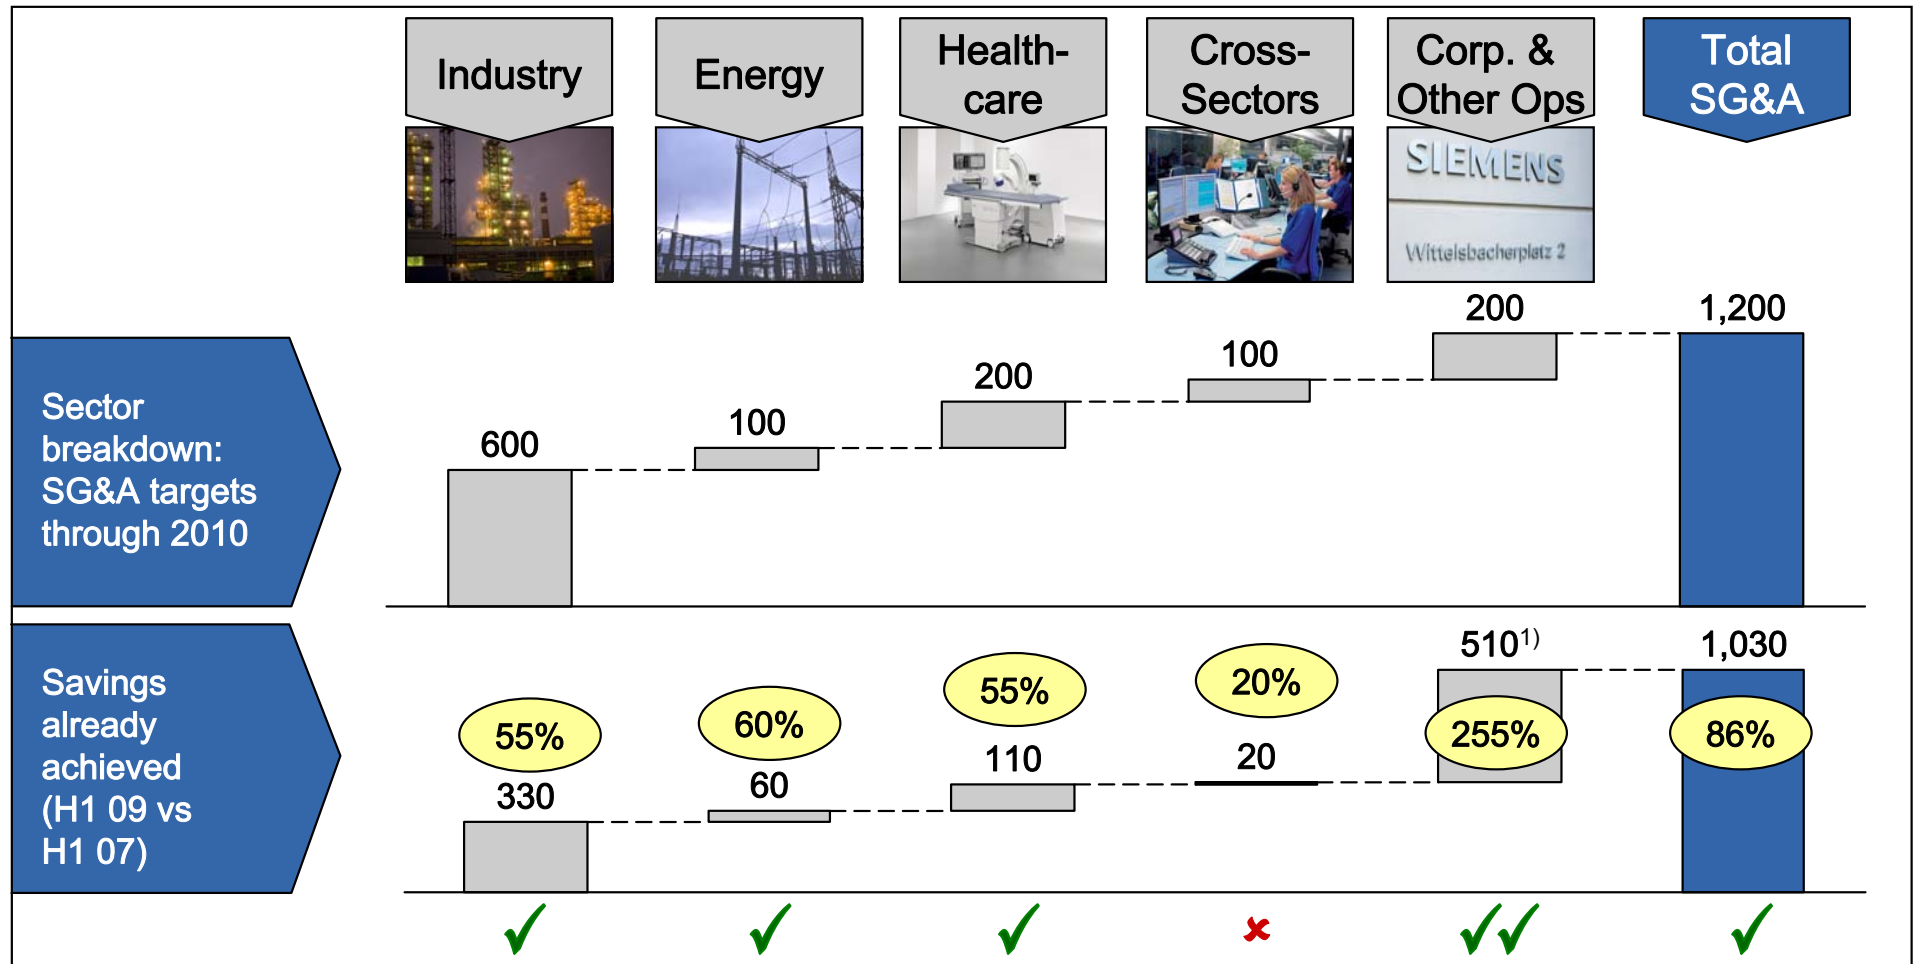 Industry
Energy
Health-
care
Cross-
Sectors
Corp. &
Other Ops
Total
SG&A
SIEMENS
Wittelsbacherplatz 2
Sector
breakdown:
SG&A targets
through 2010
600
100
200
100
200
1,200
Savings
already
achieved
(H1 09 vs
H1 07)
55%
330
60%
60
55%
110
20%
20
510¹⁾
255%
1,030
86%